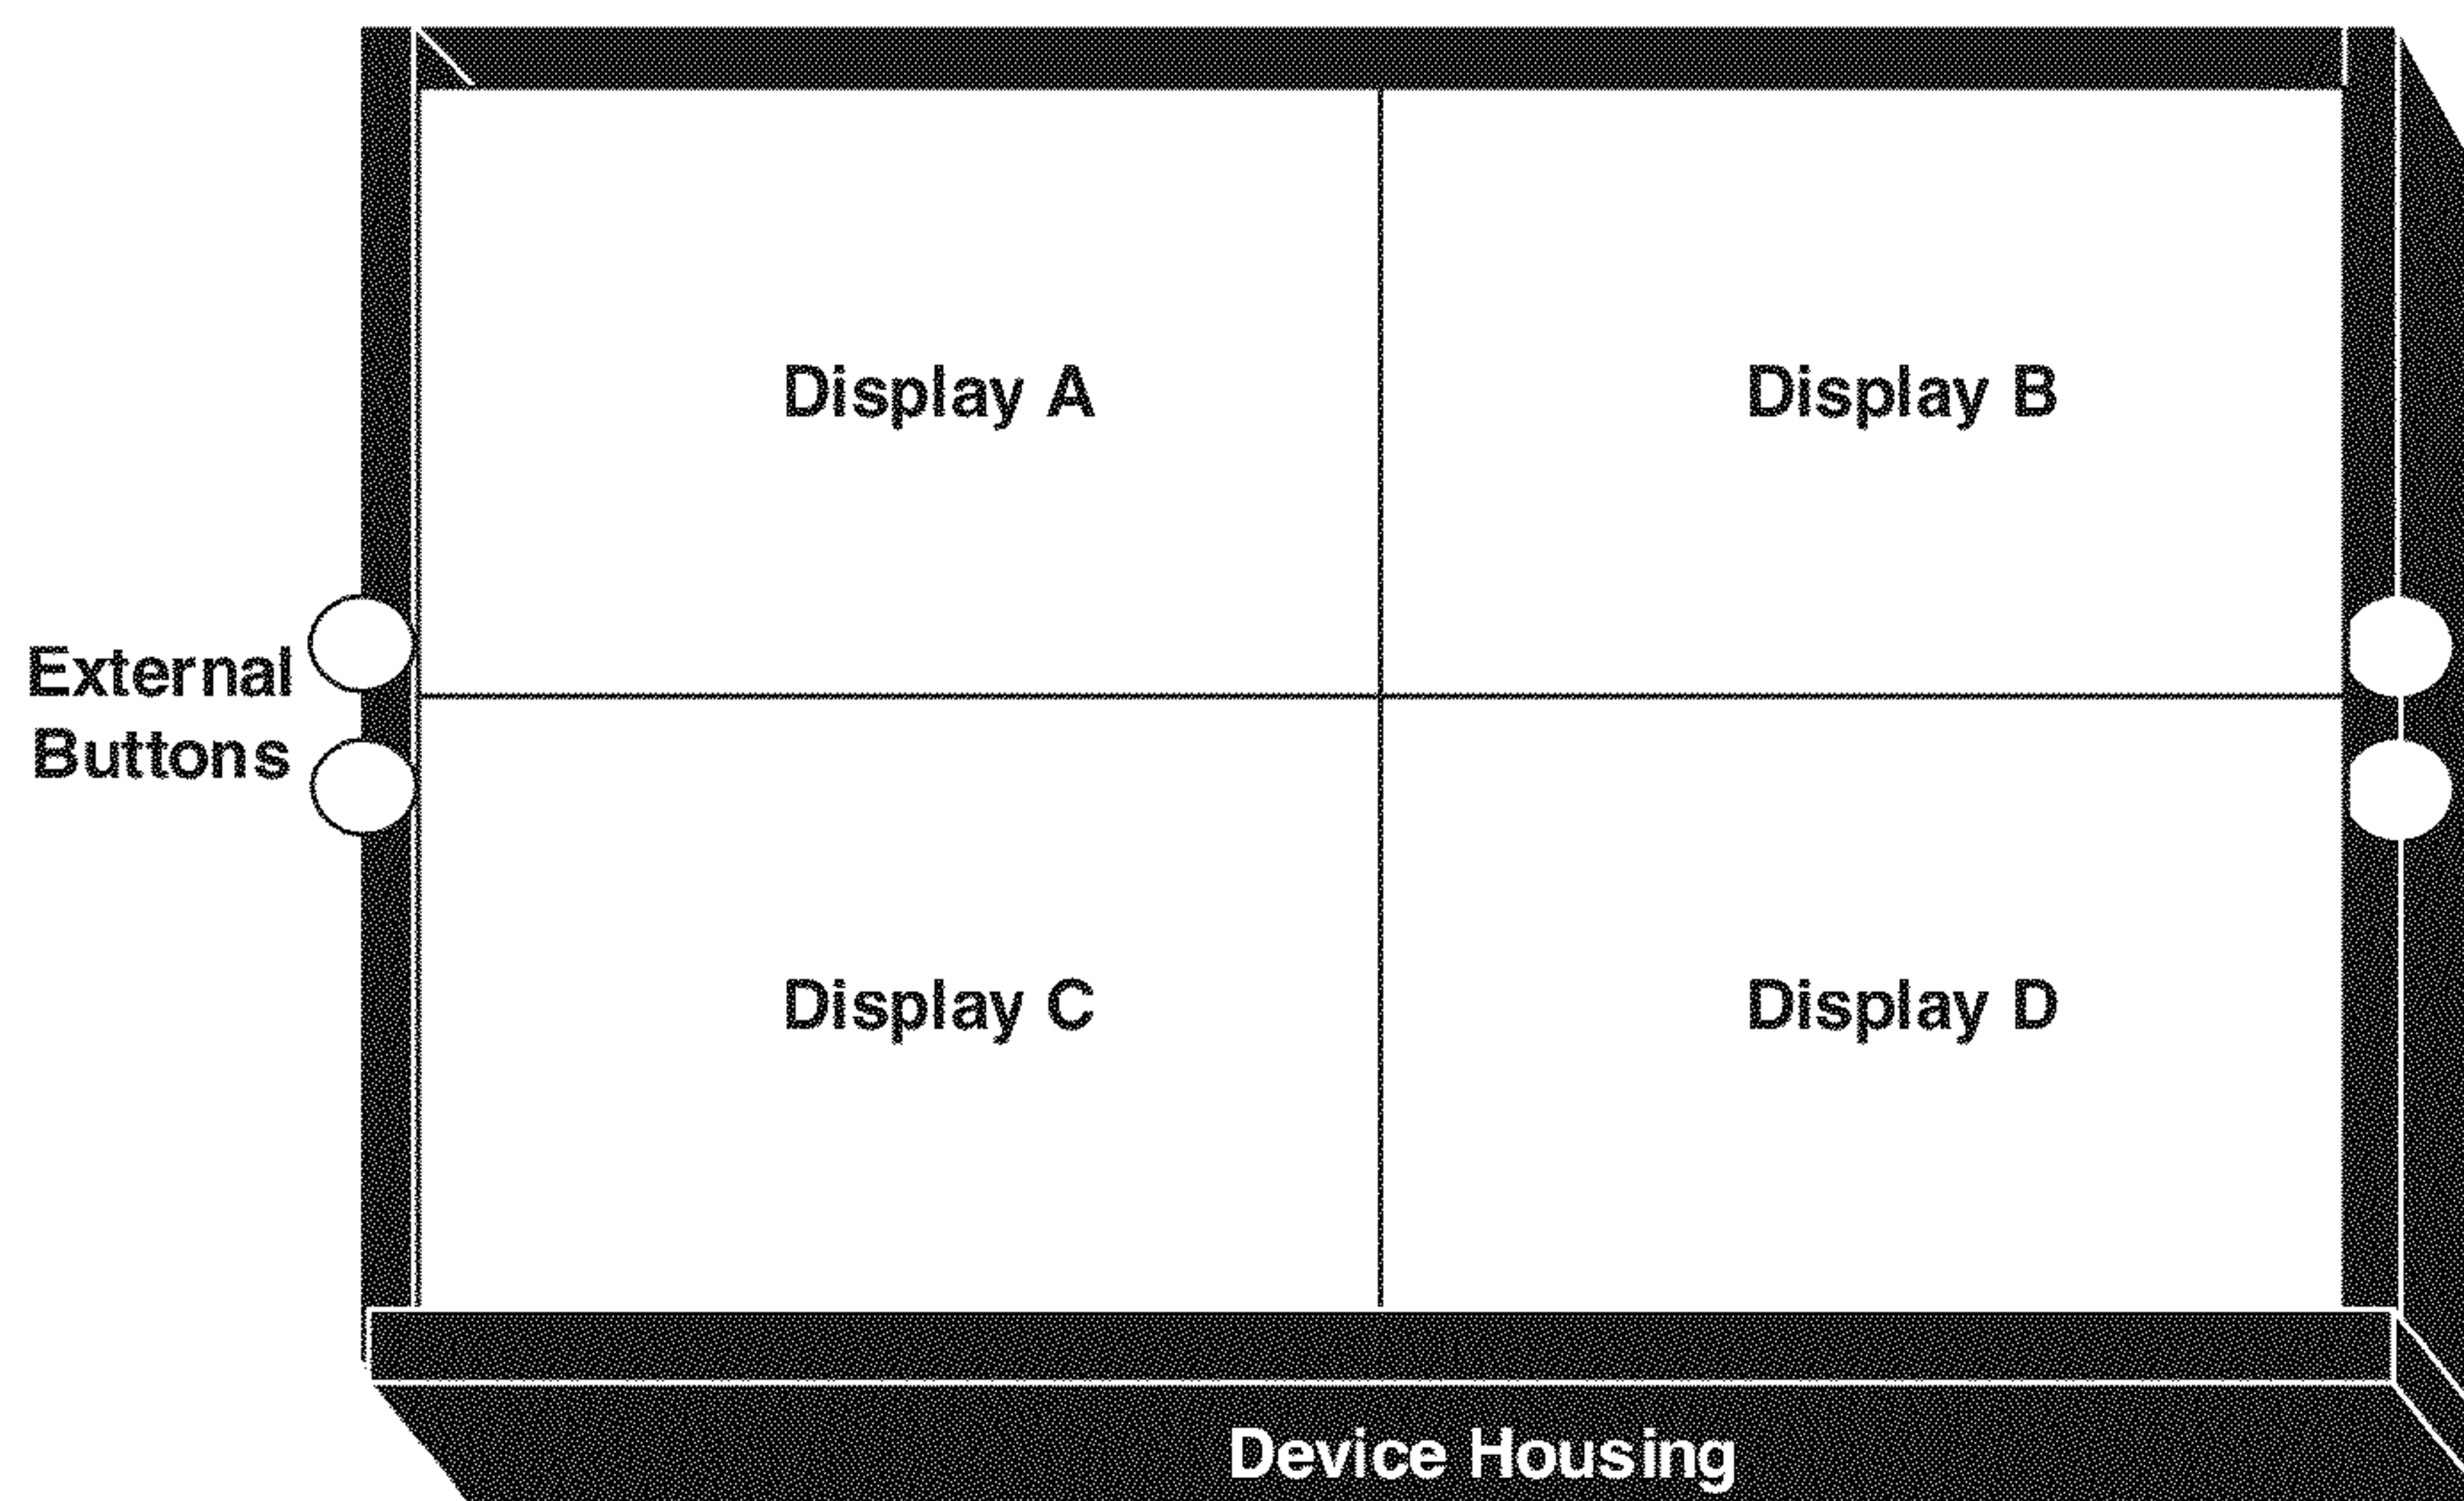 Display A
Display B
External
Buttons
Display C
Display D
Device Housing